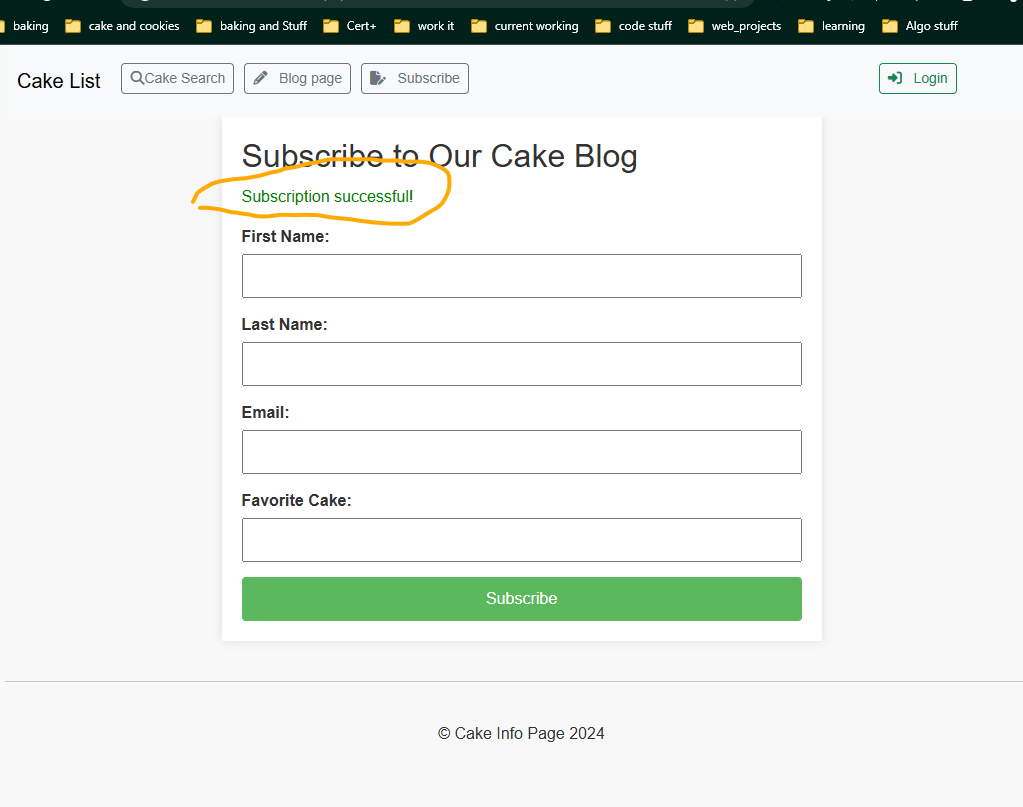 baking cake and cookies baking and Stuff Cert+ work it current working code stuff web_projects learning Algo stuff
Cake List Cake Search Blog page Subscribe Login
Subscribe to Our Cake Blog
Subscription successful!
First Name:
Last Name:
Email:
Favorite Cake:
Subscribe
© Cake Info Page 2024